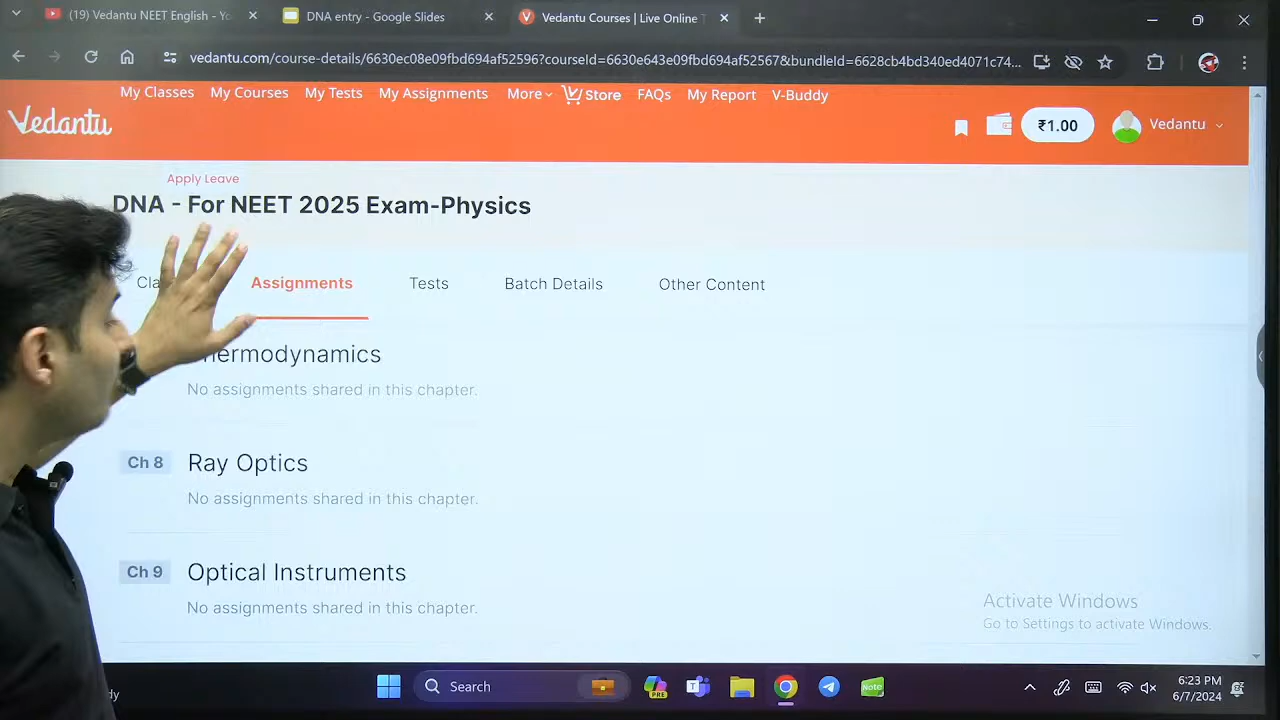 (19) Vedantu NEET English - Yo
DNA entry - Google Slides
Vedantu Courses | Live Online T
vedantu.com/course-details/6630ec08e09fbd694af52596?courseId=6630e643e09fbd694af52567&bundleId=6628cb4bd340ed4071c74...
My Classes My Courses My Tests My Assignments More Store FAQs My Report V-Buddy
Vedantu
₹1.00
Vedantu
Apply Leave
DNA - For NEET 2025 Exam-Physics
Cla Assignments Tests Batch Details Other Content
hermodynamics
No assignments shared in this chapter.
Ch 8 Ray Optics
No assignments shared in this chapter.
Ch 9 Optical Instruments
No assignments shared in this chapter.
Activate Windows
Go to Settings to activate Windows.
dy
Search
PRE
Note
6:23 PM
6/7/2024